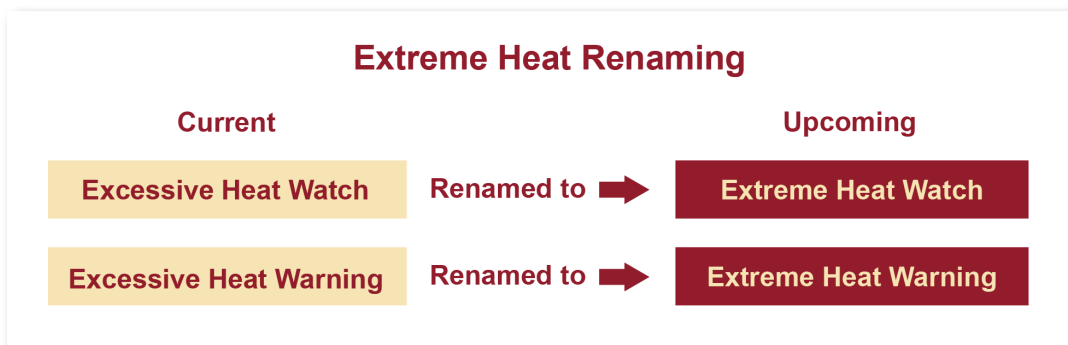 Extreme Heat Renaming
Current
Upcoming
Excessive Heat Watch
Renamed to
Extreme Heat Watch
Excessive Heat Warning
Renamed to
Extreme Heat Warning